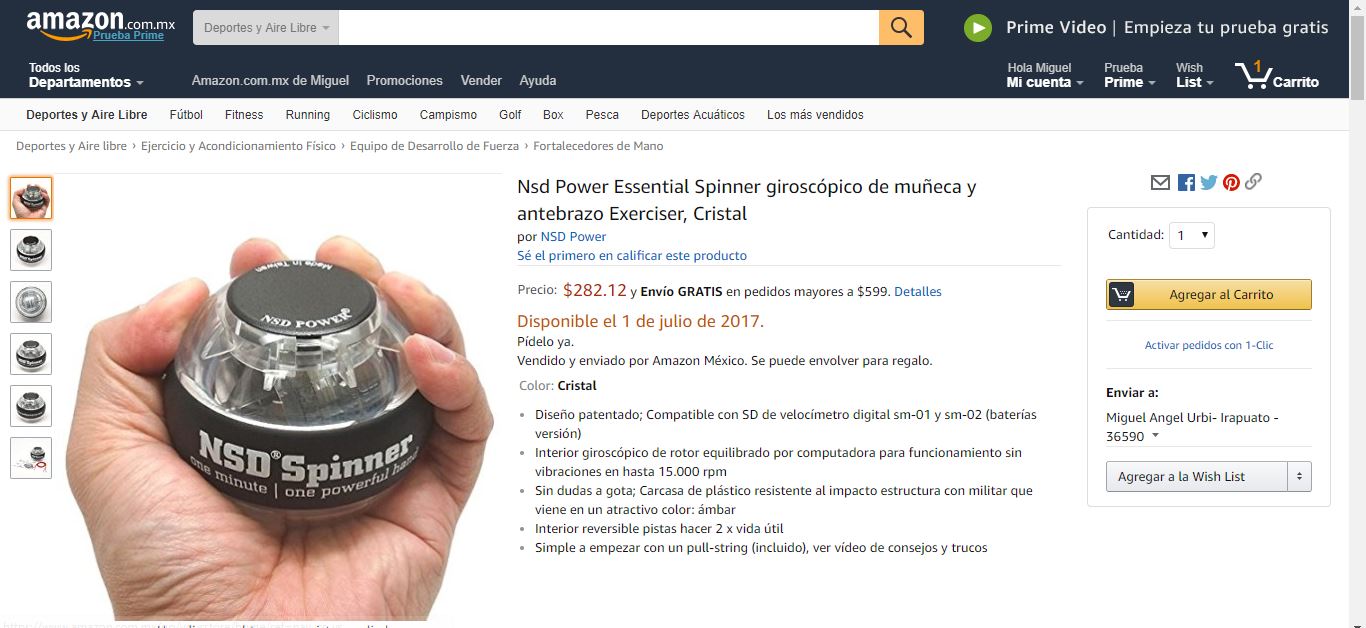 amazon.com.mx
Prueba Prime
Deportes y Aire Libre
Prime Video | Empieza tu prueba gratis
Todos los
Departamentos
Amazon.com.mx de Miguel Promociones Vender Ayuda
Hola Miguel
Mi cuenta
Prueba
Prime
Wish
List
1
Carrito
Deportes y Aire Libre Fútbol Fitness Running Ciclismo Campismo Golf Box Pesca Deportes Acuáticos Los más vendidos
Deportes y Aire libre › Ejercicio y Acondicionamiento Físico › Equipo de Desarrollo de Fuerza › Fortalecedores de Mano
Made in Taiwan
NSD POWER®
NSD® Spinner
one minute | one powerful hand
Nsd Power Essential Spinner giroscópico de muñeca y
antebrazo Exerciser, Cristal
por NSD Power
Sé el primero en calificar este producto
Precio: $282.12 y Envío GRATIS en pedidos mayores a $599. Detalles
Disponible el 1 de julio de 2017.
Pídelo ya.
Vendido y enviado por Amazon México. Se puede envolver para regalo.
Color: Cristal
• Diseño patentado; Compatible con SD de velocímetro digital sm-01 y sm-02 (baterías
versión)
• Interior giroscópico de rotor equilibrado por computadora para funcionamiento sin
vibraciones en hasta 15.000 rpm
• Sin dudas a gota; Carcasa de plástico resistente al impacto estructura con militar que
viene en un atractivo color: ámbar
• Interior reversible pistas hacer 2 x vida útil
• Simple a empezar con un pull-string (incluido), ver vídeo de consejos y trucos
Cantidad: 1
Agregar al Carrito
Activar pedidos con 1-Clic
Enviar a:
Miguel Angel Urbi- Irapuato -
36590
Agregar a la Wish List